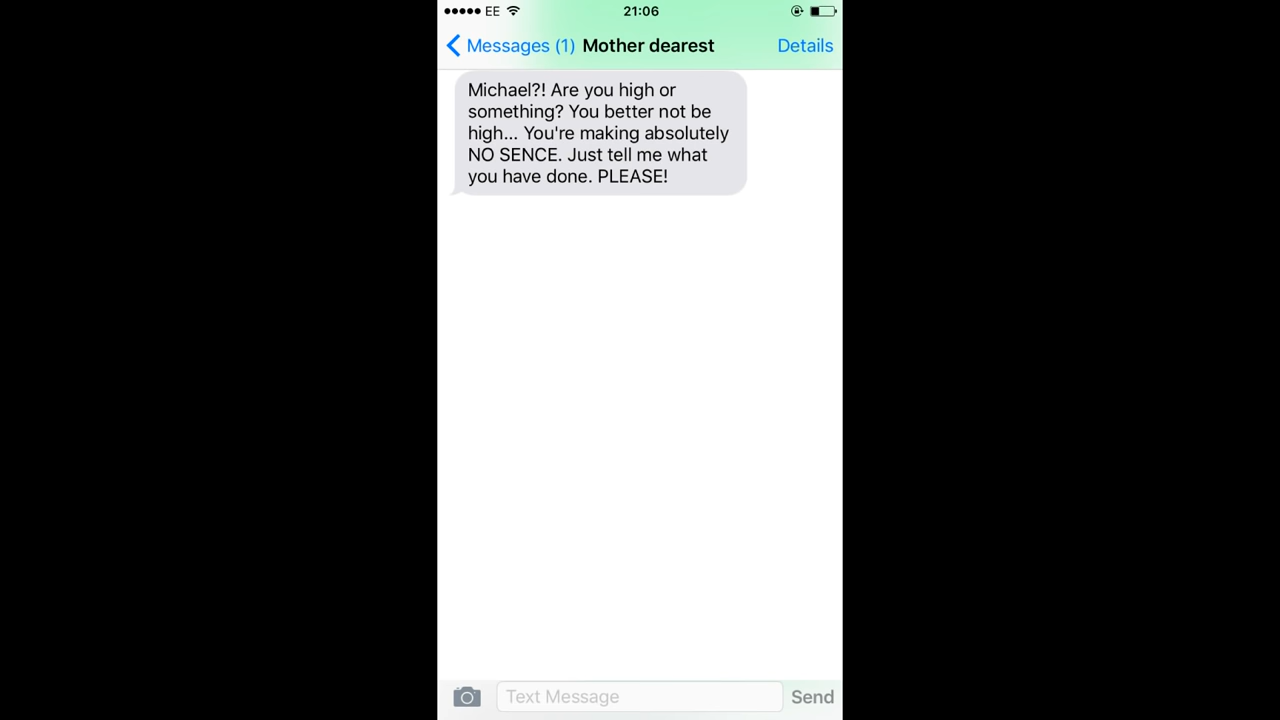 EE 21:06
Messages (1) Mother dearest Details
Michael?! Are you high or
something? You better not be
high... You're making absolutely
NO SENCE. Just tell me what
you have done. PLEASE!
Text Message Send